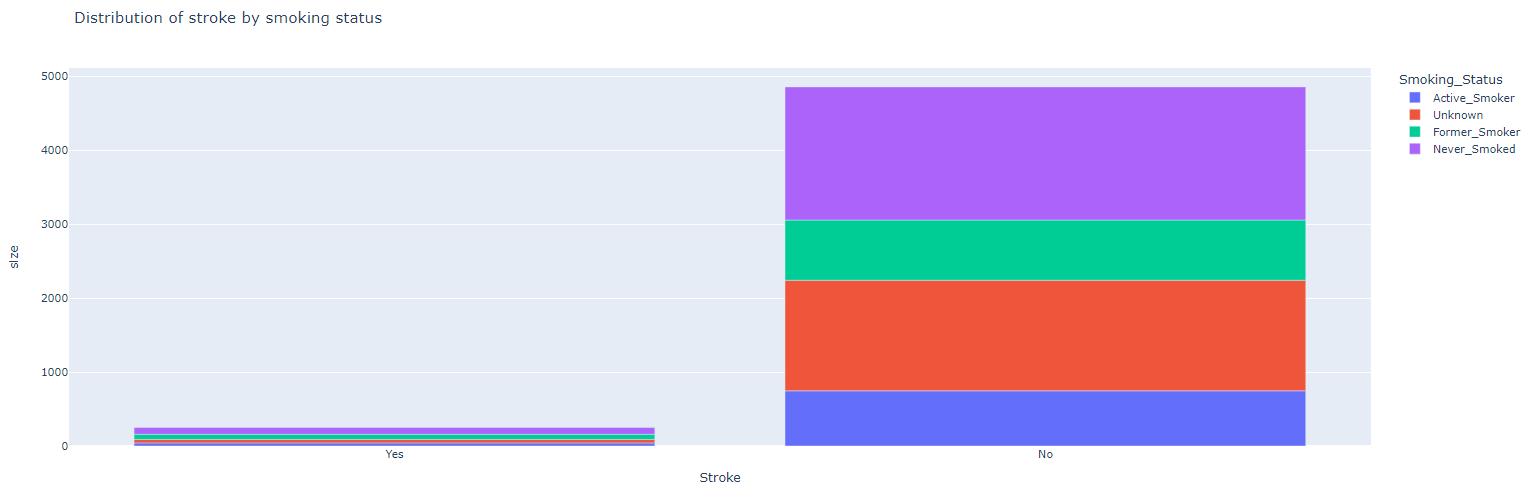 Distribution of stroke by smoking status
5000
4000
3000
2000
1000
0
size
Yes
No
Stroke
Smoking_Status
Active_Smoker
Unknown
Former_Smoker
Never_Smoked